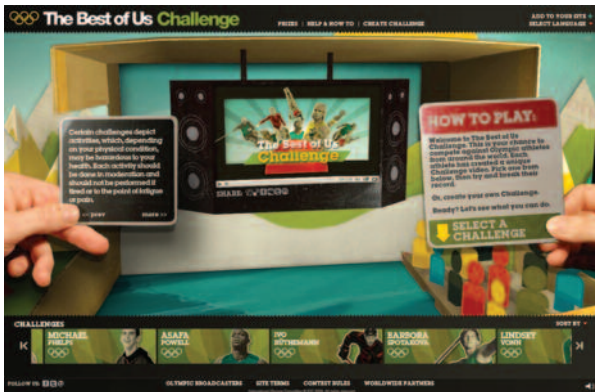 The Best of Us Challenge
PRIZES | HELP & HOW TO | CREATE CHALLENGE
ADD TO YOUR SITE +
SELECT LANGUAGE
Certain challenges depict
activities, which, depending
on your physical condition,
may be hazardous to your
health. Each activity should
be done in moderation and
should not be performed if
tired or to the point of fatigue
or pain.
<< prev
more >>
The Best of Us
Challenge
SHARE:
HOW TO PLAY:
Welcome to The Best of Us
Challenge. This is your chance to
compete against Olympic athletes
from around the world. Each
athlete has created a unique
Challenge video. Pick one from
below, then try and break their
record.
Or, create your own Challenge.
Ready? Let's see what you can do.
SELECT A
CHALLENGE
CHALLENGES
SORT BY
MICHAEL
PHELPS
ASAFA
POWELL
IVO
RÜTHEMANN
BARBORA
SPOTAKOVA
LINDSEY
VONN
FOLLOW US:
OLYMPIC BROADCASTERS
SITE TERMS
CONTEST RULES
WORLDWIDE PARTNERS